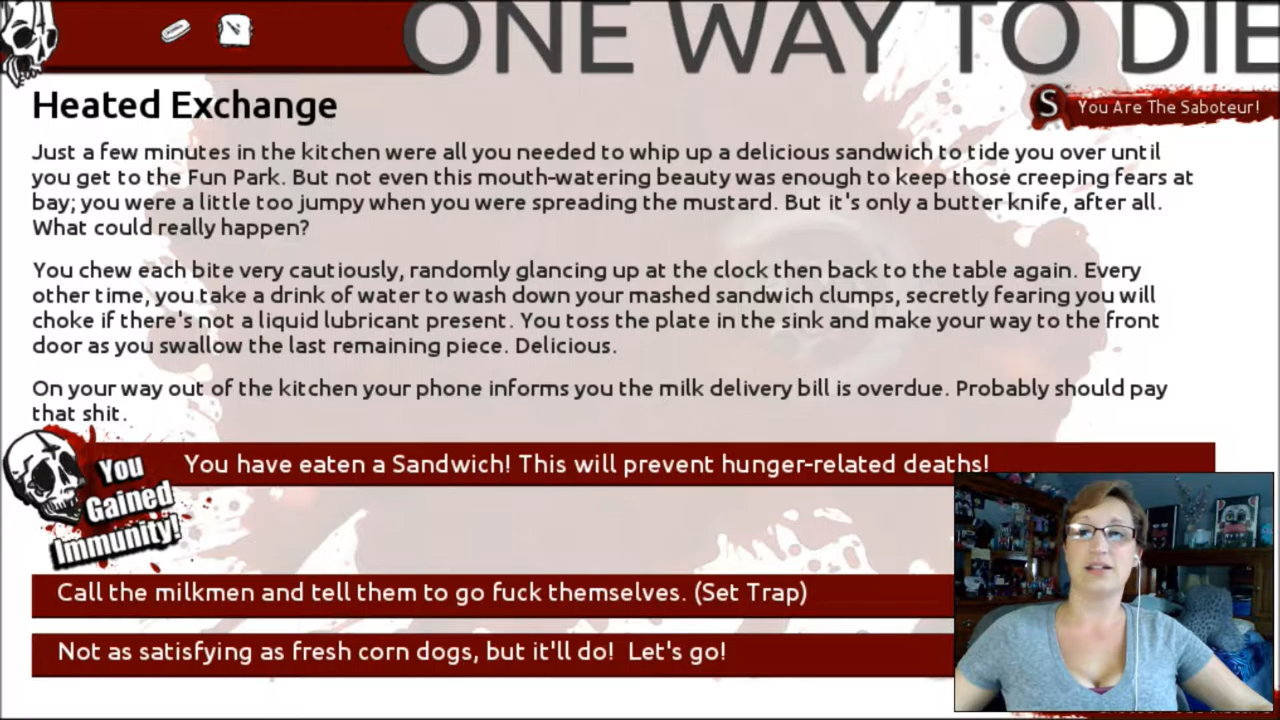 ONE WAY TO DIE
Heated Exchange
S You Are The Saboteur!
Just a few minutes in the kitchen were all you needed to whip up a delicious sandwich to tide you over until
you get to the Fun Park. But not even this mouth-watering beauty was enough to keep those creeping fears at
bay; you were a little too jumpy when you were spreading the mustard. But it's only a butter knife, after all.
What could really happen?
You chew each bite very cautiously, randomly glancing up at the clock then back to the table again. Every
other time, you take a drink of water to wash down your mashed sandwich clumps, secretly fearing you will
choke if there's not a liquid lubricant present. You toss the plate in the sink and make your way to the front
door as you swallow the last remaining piece. Delicious.
On your way out of the kitchen your phone informs you the milk delivery bill is overdue. Probably should pay
that shit.
You
Gained
Immunity!
You have eaten a Sandwich! This will prevent hunger-related deaths!
Call the milkmen and tell them to go fuck themselves. (Set Trap)
Not as satisfying as fresh corn dogs, but it'll do! Let's go!